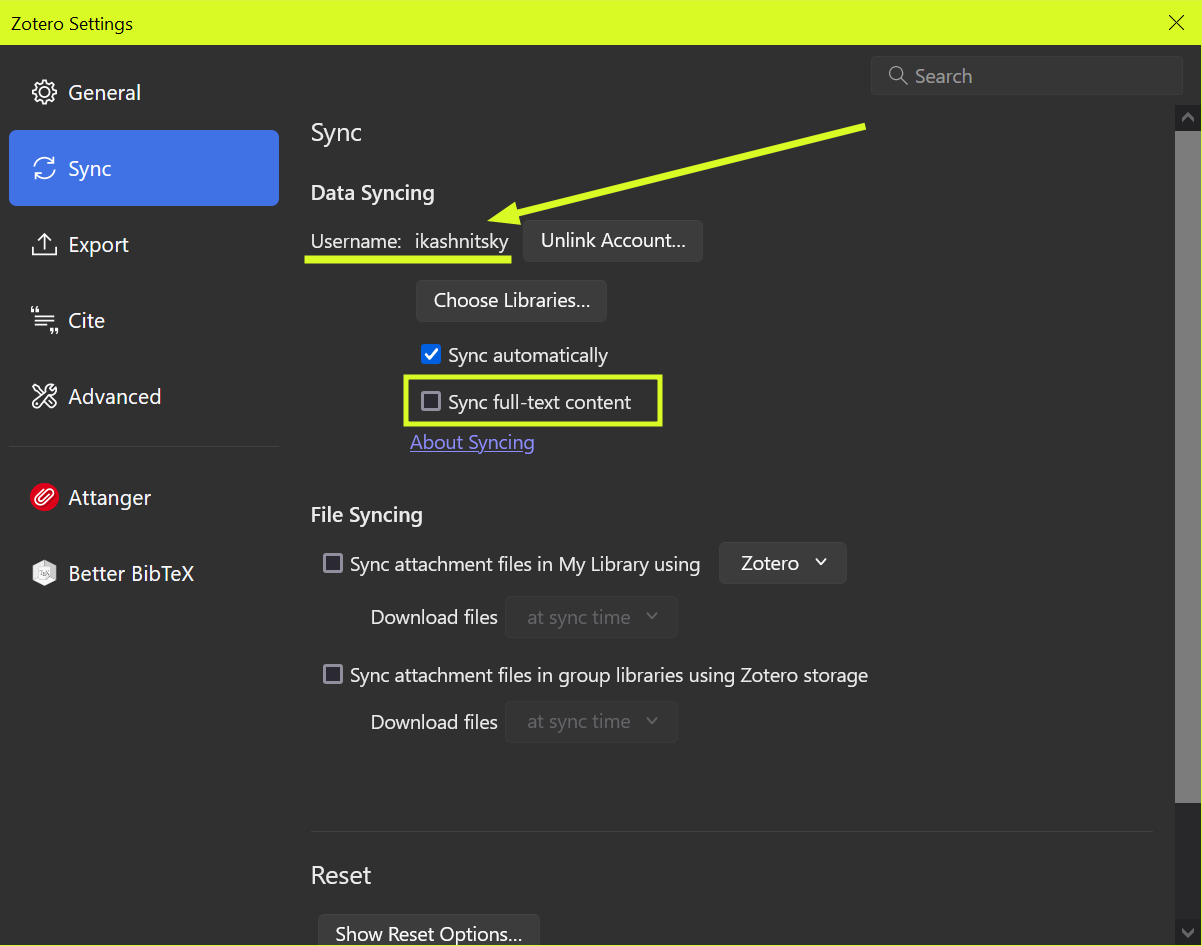 Zotero Settings
General
Sync
Export
Cite
Advanced
Attanger
Better BibTeX
Search
Sync
Data Syncing
Username: ikashnitsky Unlink Account...
Choose Libraries...
Sync automatically
Sync full-text content
About Syncing
File Syncing
Sync attachment files in My Library using Zotero
Download files at sync time
Sync attachment files in group libraries using Zotero storage
Download files at sync time
Reset
Show Reset Options...